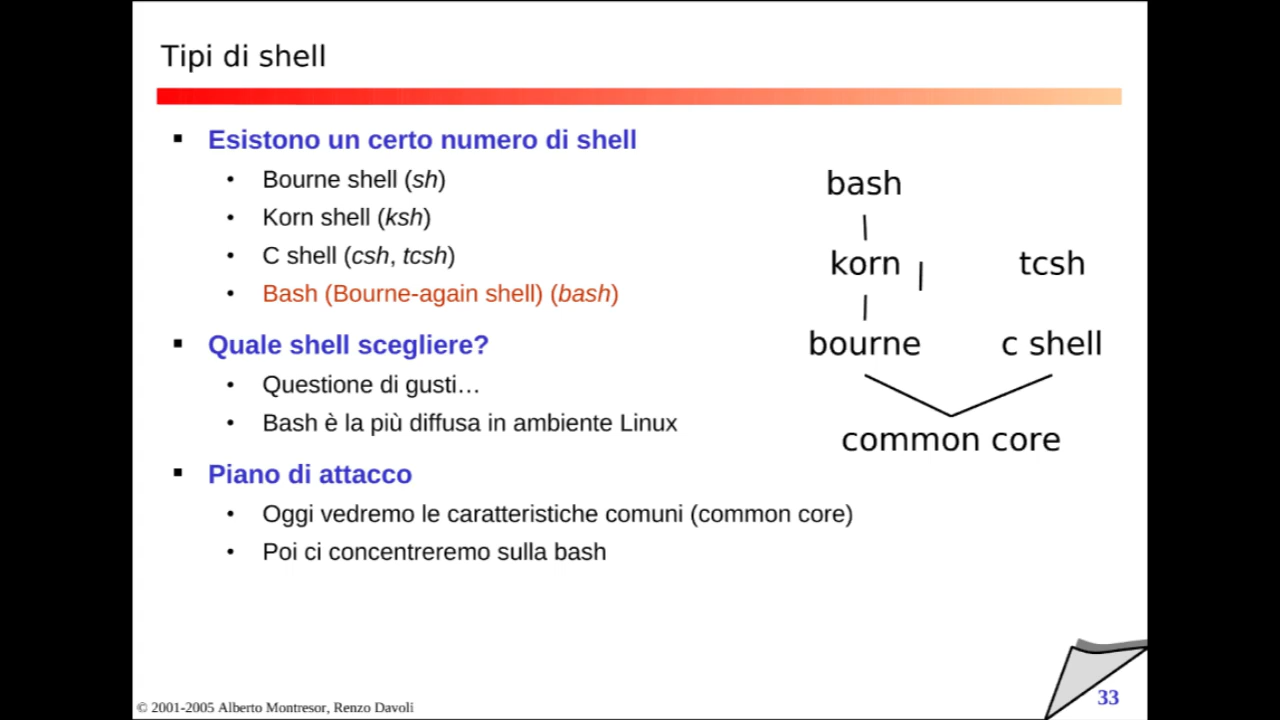 Tipi di shell
Esistono un certo numero di shell
Bourne shell (sh)
Korn shell (ksh)
C shell (csh, tcsh)
Bash (Bourne-again shell) (bash)
Quale shell scegliere?
Questione di gusti…
Bash è la più diffusa in ambiente Linux
Piano di attacco
Oggi vedremo le caratteristiche comuni (common core)
Poi ci concentreremo sulla bash
bash
korn
tcsh
bourne
c shell
common core
© 2001-2005 Alberto Montresor, Renzo Davoli
33